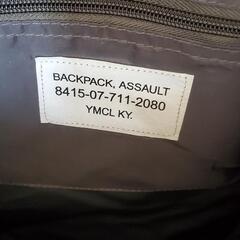 BACKPACK, ASSAULT
8415-07-711-2080
YMCL KY.